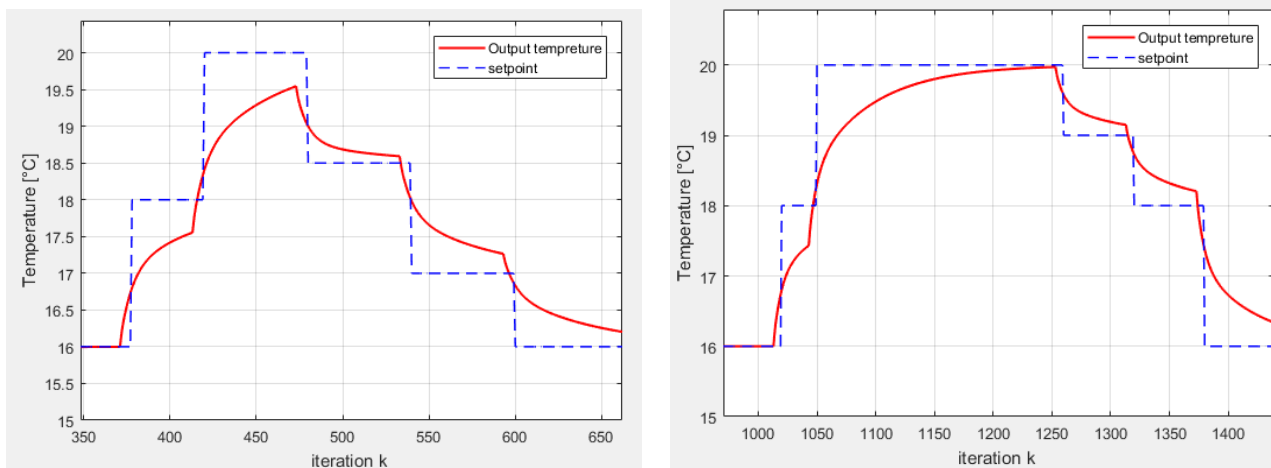 Output tempreture
setpoint
20
19.5
19
18.5
18
17.5
17
16.5
16
15.5
15
Temperature [°C]
350 400 450 500 550 600 650
iteration k
Output tempreture
setpoint
20
19
18
17
16
15
Temperature [°C]
1000 1050 1100 1150 1200 1250 1300 1350 1400
iteration k